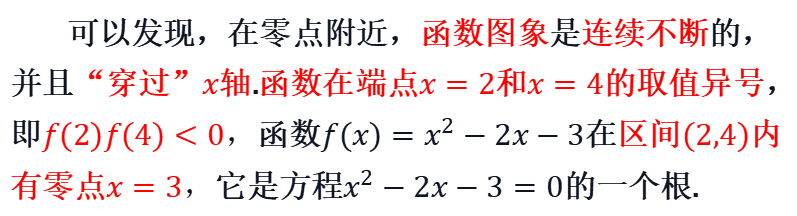 可以发现，在零点附近，函数图象是连续不断的，
并且“穿过”x轴.函数在端点x = 2和x = 4的取值异号，
即f(2)f(4) < 0，函数f(x) = x² − 2x − 3在区间(2,4)内
有零点x = 3，它是方程x² − 2x − 3 = 0的一个根.